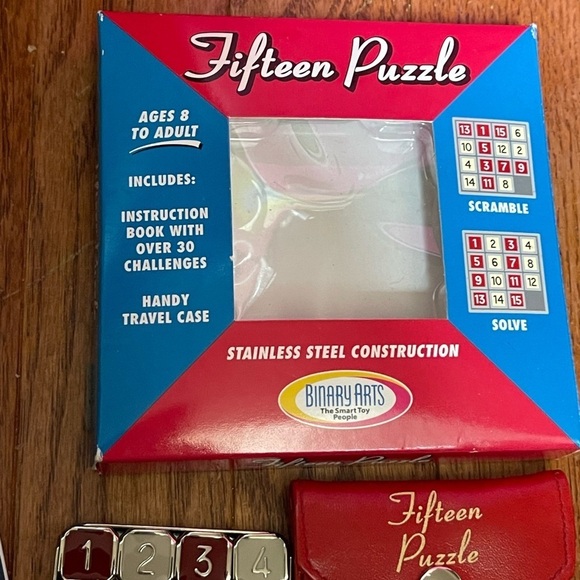 Fifteen Puzzle
AGES 8
TO ADULT
INCLUDES:
INSTRUCTION
BOOK WITH
OVER 30
CHALLENGES
HANDY
TRAVEL CASE
13 1 15 6
10 5 12 2
4 3 7 9
14 11 8
SCRAMBLE
1 2 3 4
5 6 7 8
9 10 11 12
13 14 15
SOLVE
STAINLESS STEEL CONSTRUCTION
BINARY ARTS
The Smart Toy
People
Fifteen Puzzle
Fifteen
Puzzle
1 2 3 4